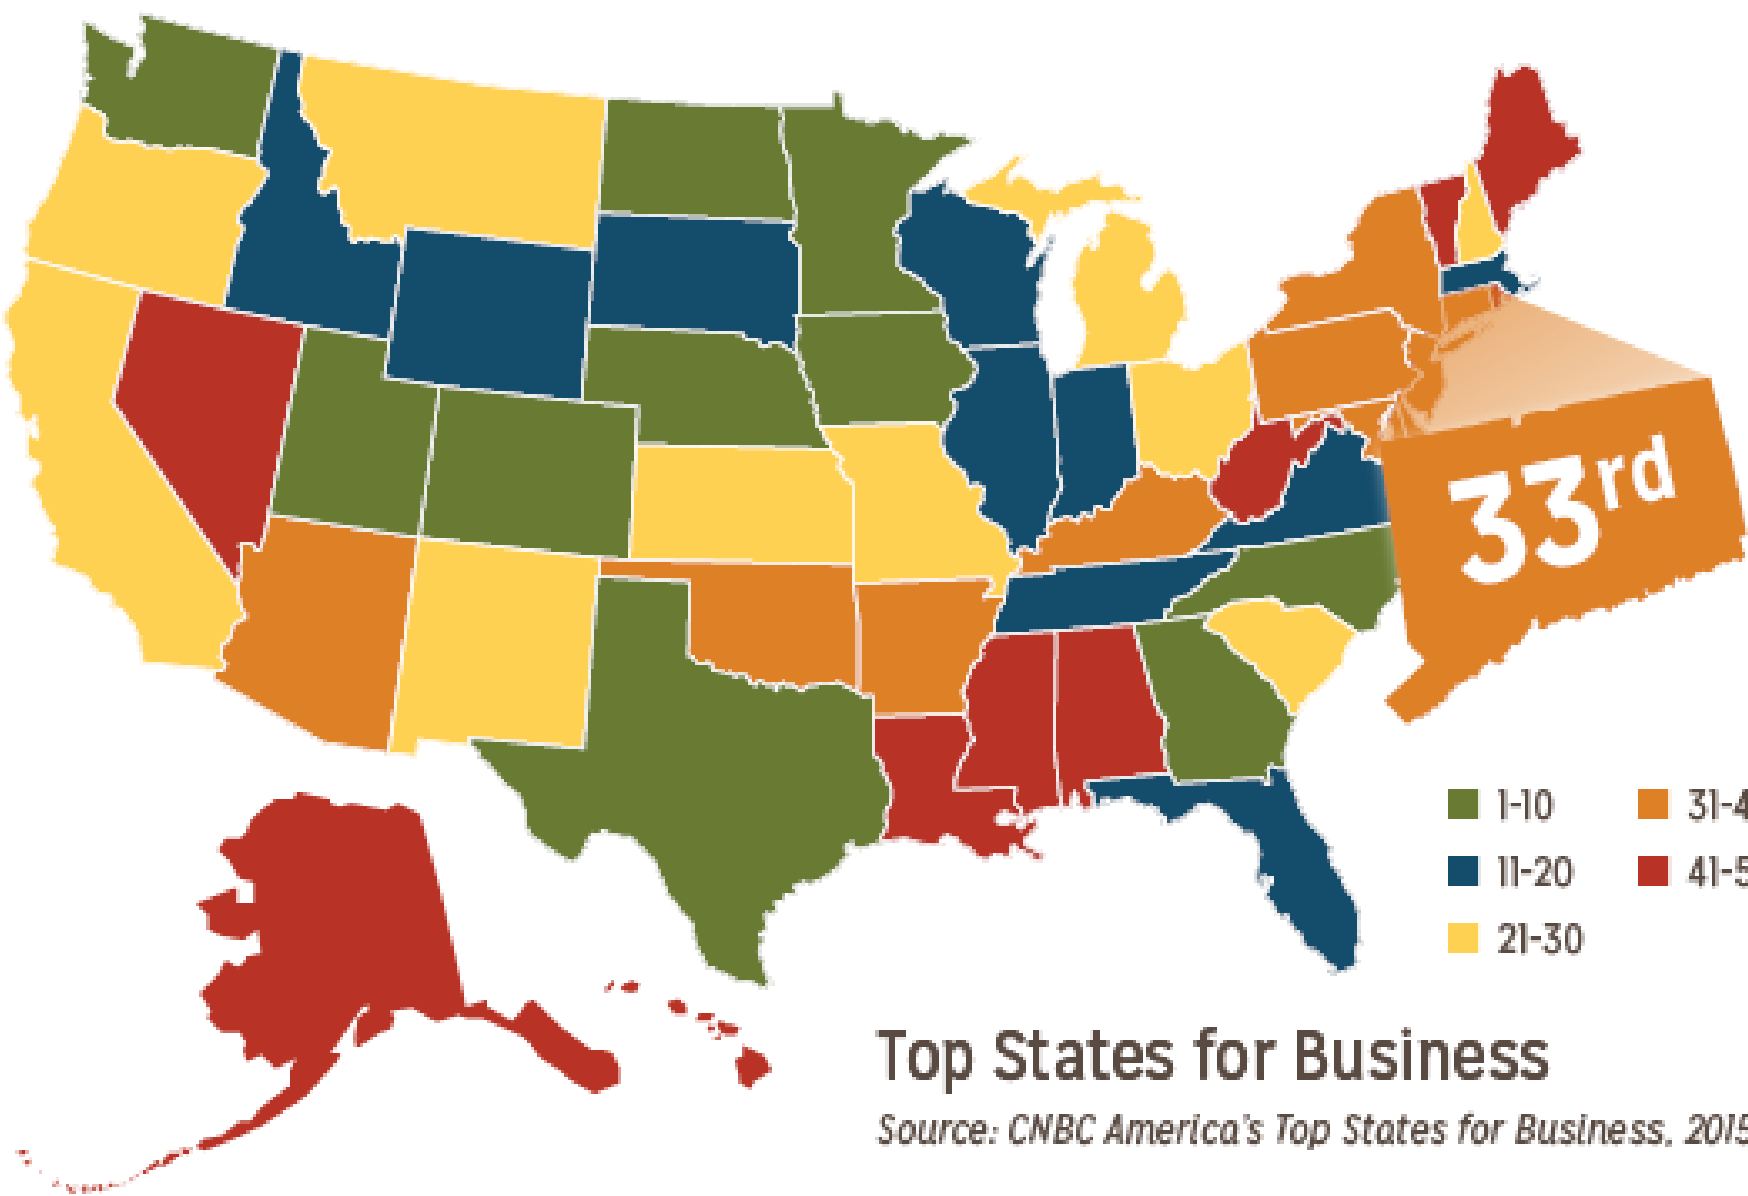 33rd
1-10
31-4
11-20
41-5
21-30
Top States for Business
Source: CNBC America's Top States for Business, 2015